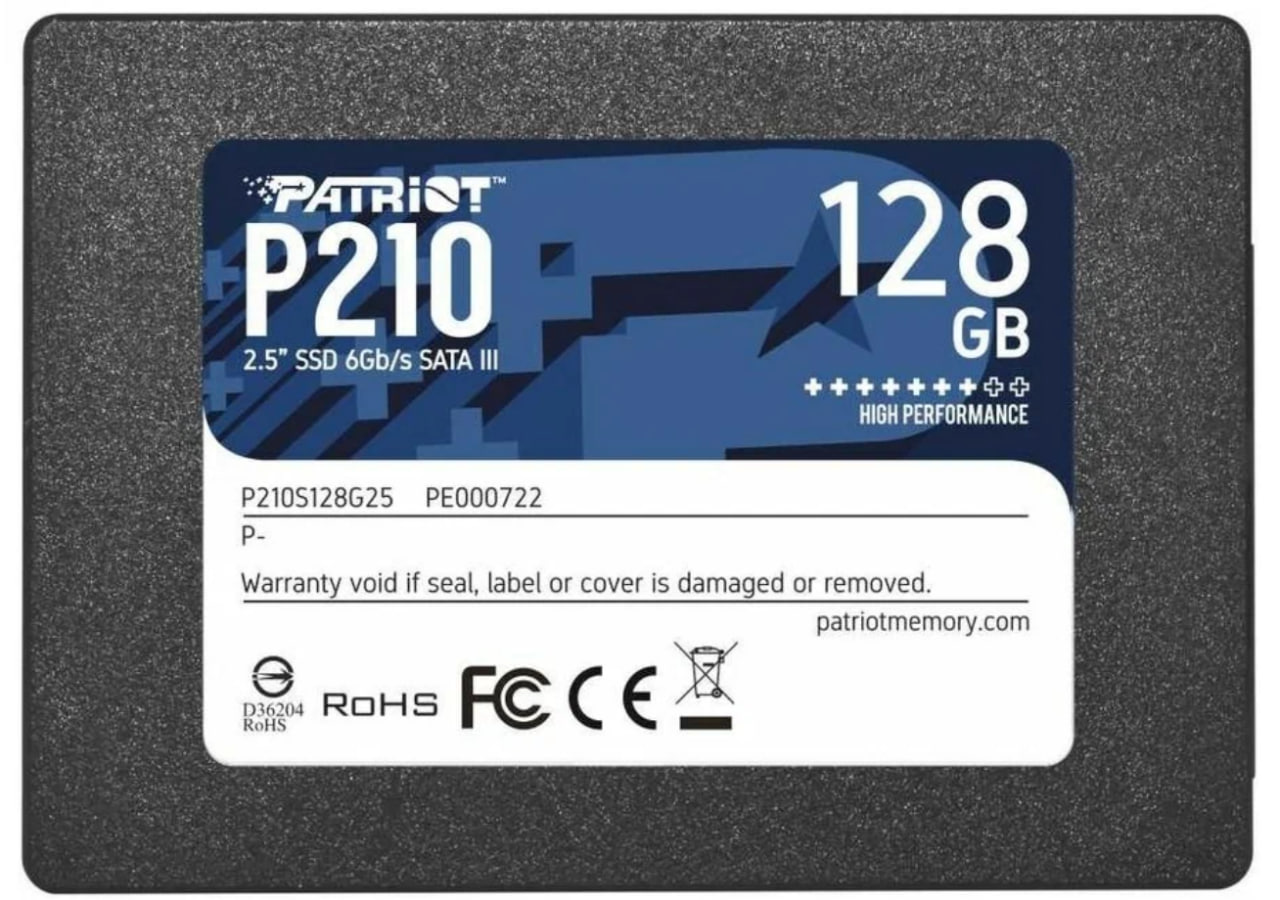 PATRIOT™
P210
2.5” SSD 6Gb/s SATA III
128
GB
HIGH PERFORMANCE
P210S128G25 PE000722
P-
Warranty void if seal, label or cover is damaged or removed.
patriotmemory.com
D36204
RoHS
RoHS
FC CE